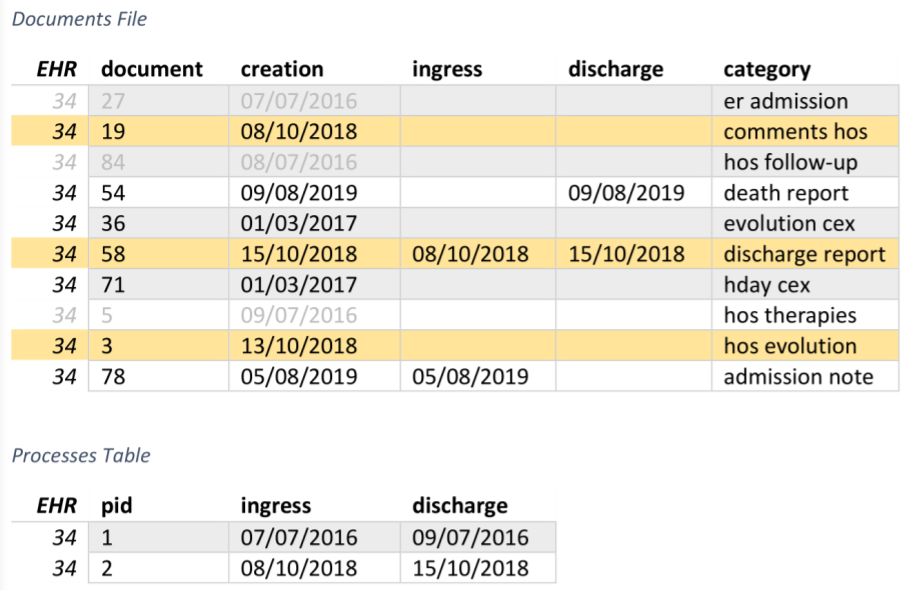 Documents File
EHR document creation ingress discharge category
34 27 07/07/2016 er admission
34 19 08/10/2018 comments hos
34 84 08/07/2016 hos follow-up
34 54 09/08/2019 09/08/2019 death report
34 36 01/03/2017 evolution cex
34 58 15/10/2018 08/10/2018 15/10/2018 discharge report
34 71 01/03/2017 hday cex
34 5 09/07/2016 hos therapies
34 3 13/10/2018 hos evolution
34 78 05/08/2019 05/08/2019 admission note
Processes Table
EHR pid ingress discharge
34 1 07/07/2016 09/07/2016
34 2 08/10/2018 15/10/2018